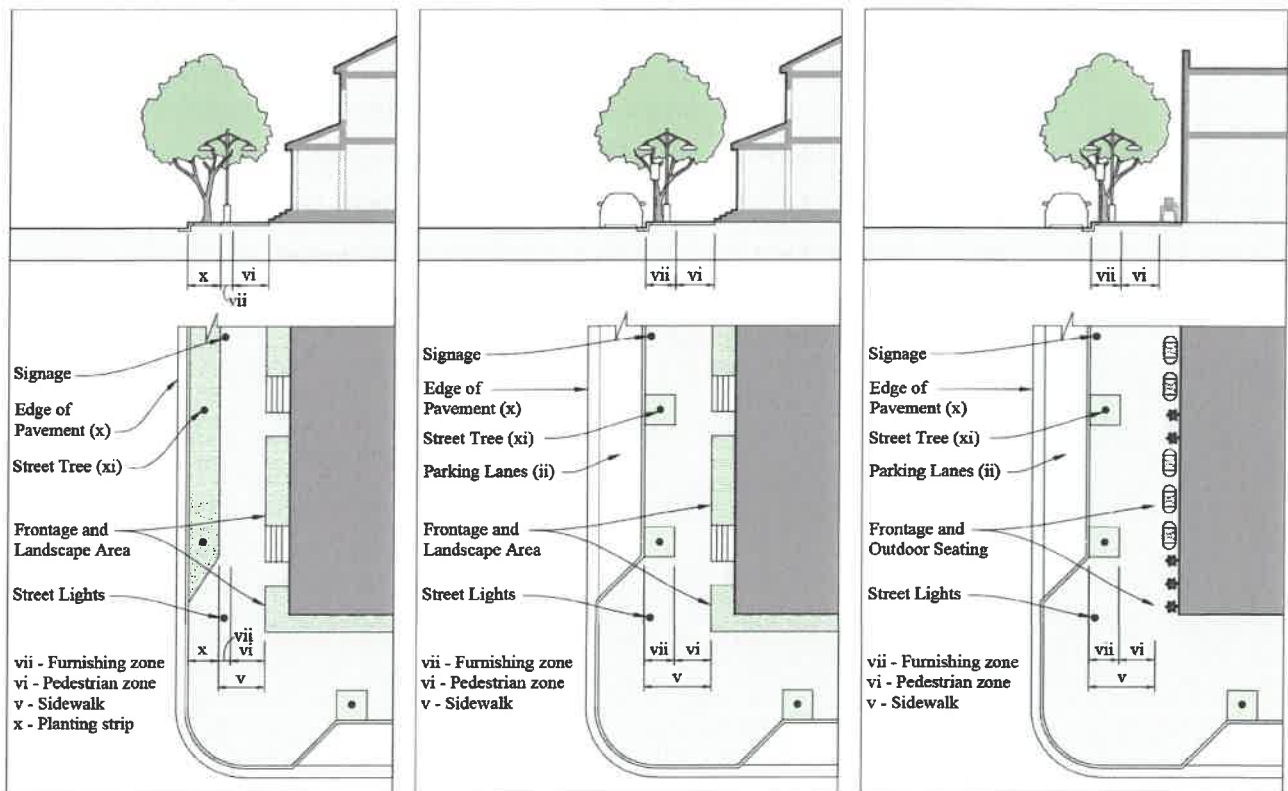 x
vi
vii
Signage
Edge of
Pavement (x)
Street Tree (xi)
Frontage and
Landscape Area
Street Lights
vii
x
vi
v
vii - Furnishing zone
vi - Pedestrian zone
v - Sidewalk
x - Planting strip
vii
vi
Signage
Edge of
Pavement (x)
Street Tree (xi)
Parking Lanes (ii)
Frontage and
Landscape Area
Street Lights
vii
vi
v
vii - Furnishing zone
vi - Pedestrian zone
v - Sidewalk
vii
vi
Signage
Edge of
Pavement (x)
Street Tree (xi)
Parking Lanes (ii)
Frontage and
Outdoor Seating
Street Lights
vii
vi
v
vii - Furnishing zone
vi - Pedestrian zone
v - Sidewalk